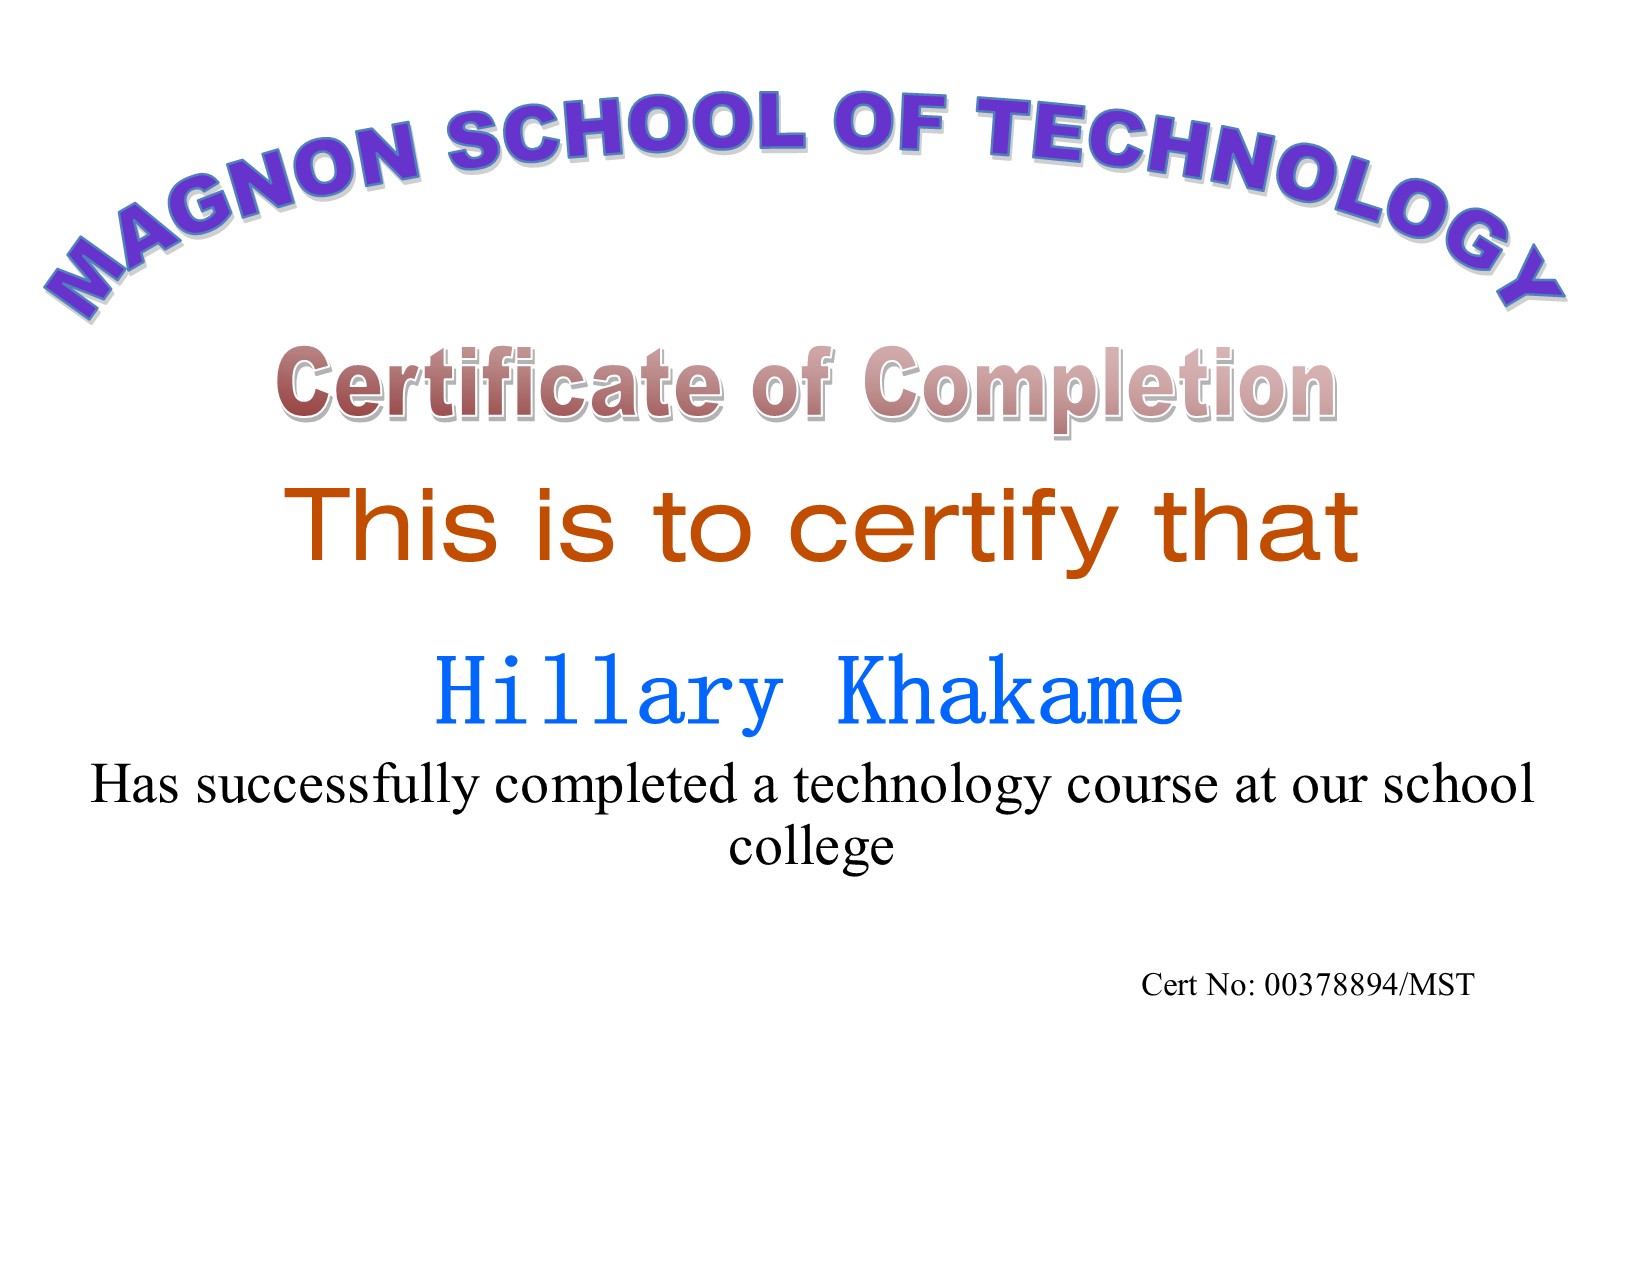 MAGNON SCHOOL OF TECHNOLOGY
Certificate of Completion
This is to certify that
Hillary Khakame
Has successfully completed a technology course at our school
college
Cert No: 00378894/MST